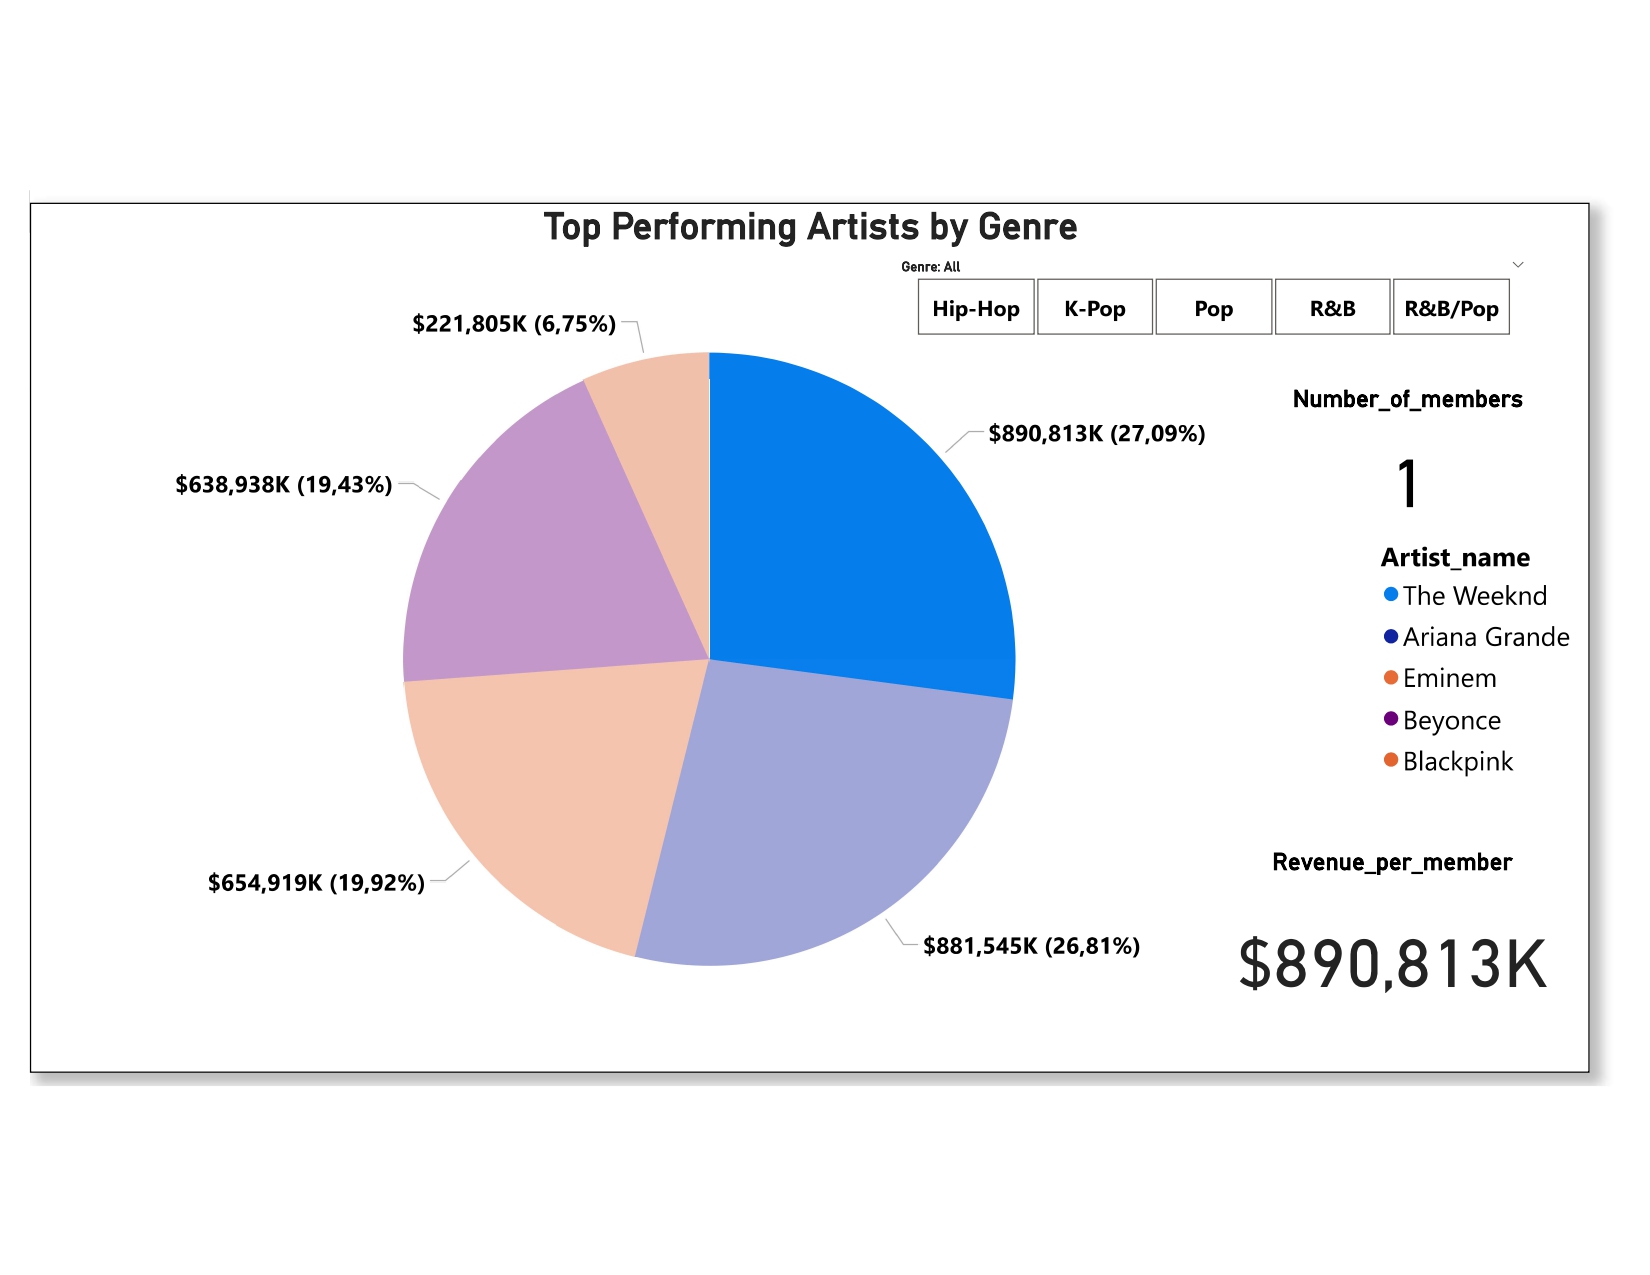 Top Performing Artists by Genre
Genre: All
Hip-Hop
K-Pop
Pop
R&B
R&B/Pop
$221,805K (6,75%)
$890,813K (27,09%)
$638,938K (19,43%)
$654,919K (19,92%)
$881,545K (26,81%)
Number_of_members
1
Artist_name
The Weeknd
Ariana Grande
Eminem
Beyonce
Blackpink
Revenue_per_member
$890,813K